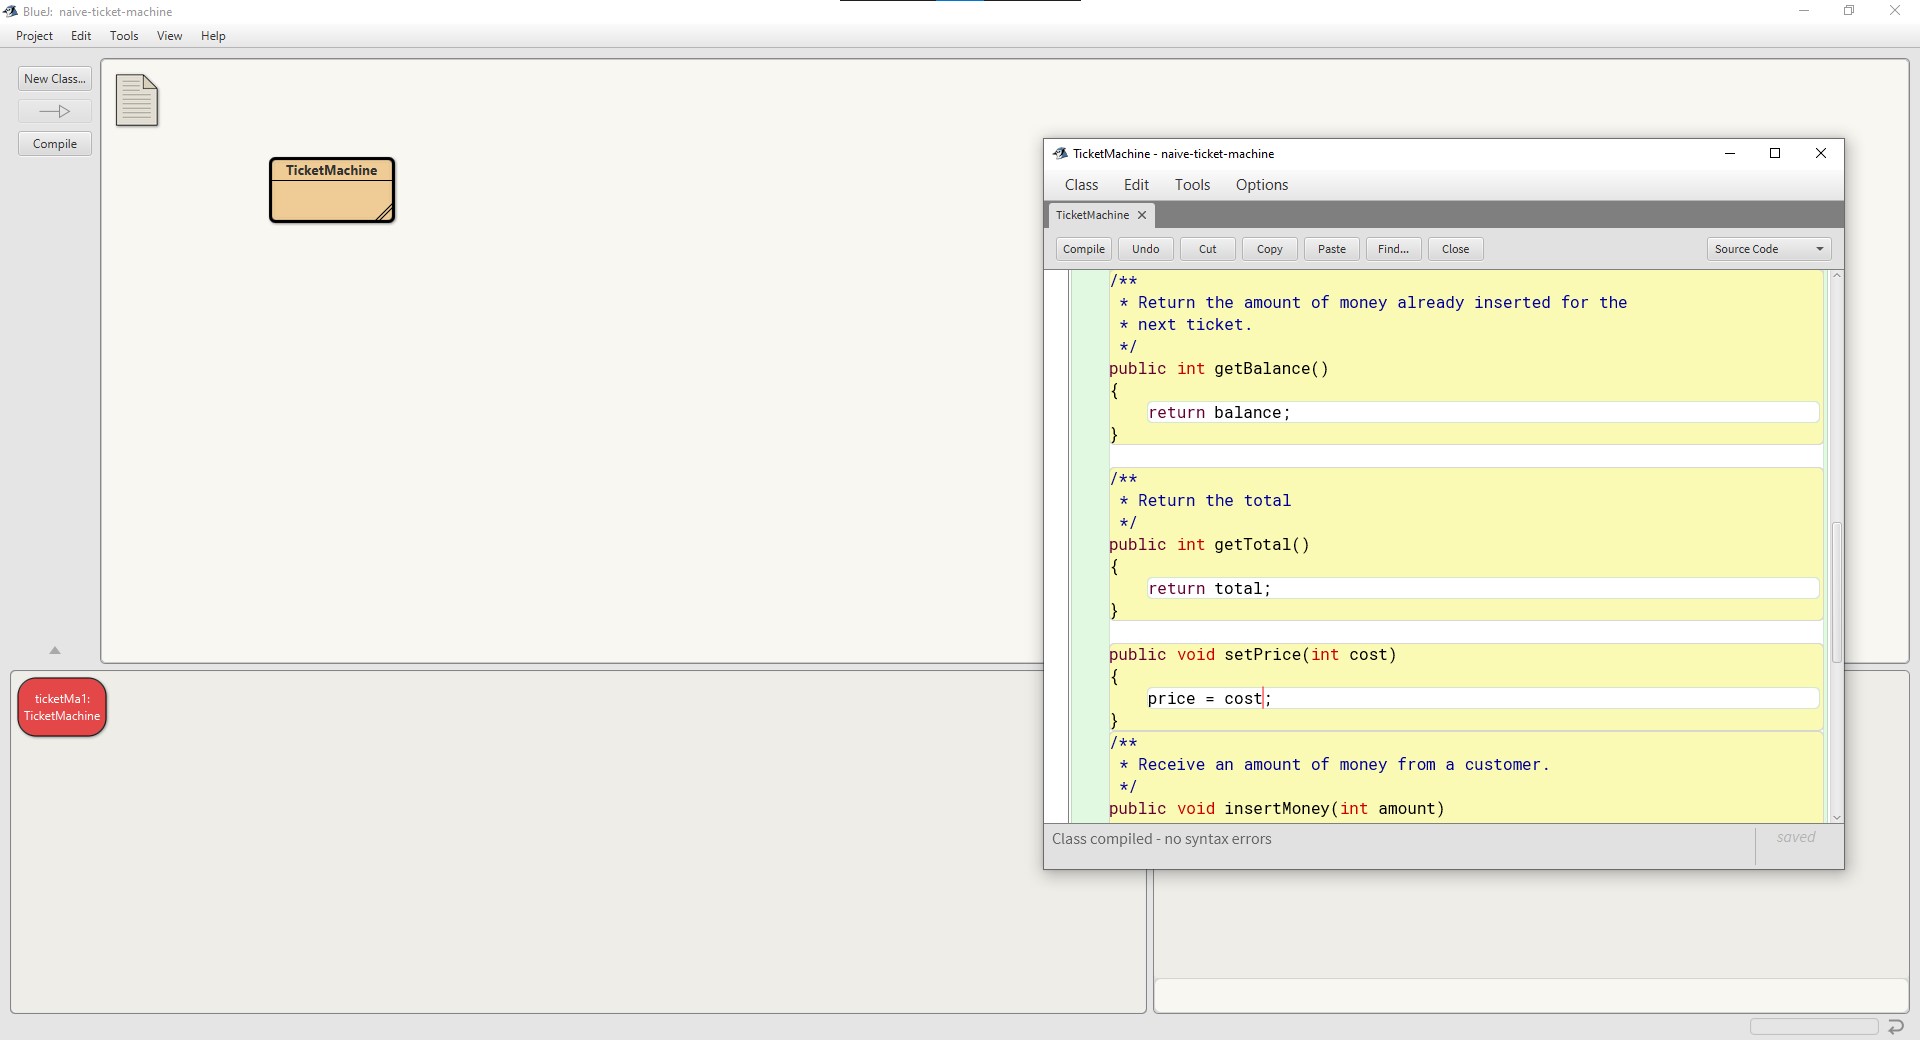 BlueJ: naive-ticket-machine
Project Edit Tools View Help
New Class...
Compile
TicketMachine
TicketMachine - naive-ticket-machine
Class Edit Tools Options
TicketMachine
Compile Undo Cut Copy Paste Find... Close Source Code
/**
* Return the amount of money already inserted for the
* next ticket.
*/
public int getBalance()
{
return balance;
}
/**
* Return the total
*/
public int getTotal()
{
return total;
}
public void setPrice(int cost)
{
price = cost;
}
/**
* Receive an amount of money from a customer.
*/
public void insertMoney(int amount)
Class compiled - no syntax errors
saved
ticketMa1:
TicketMachine